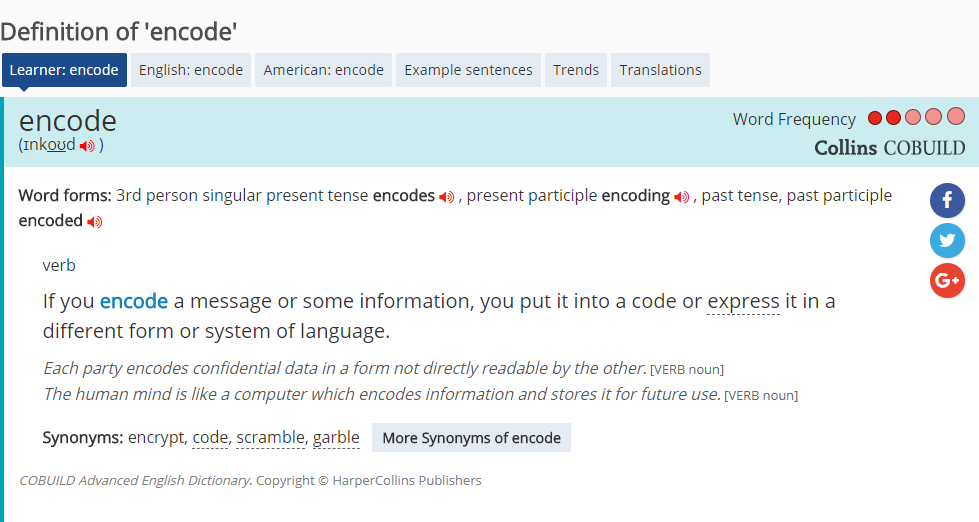 Definition of 'encode'
Learner: encode English: encode American: encode Example sentences Trends Translations
encode
Word Frequency
(ɪnkoʊd )
Collins COBUILD
Word forms: 3rd person singular present tense encodes , present participle encoding , past tense, past participle
encoded
verb
If you encode a message or some information, you put it into a code or express it in a
different form or system of language.
Each party encodes confidential data in a form not directly readable by the other. [VERB noun]
The human mind is like a computer which encodes information and stores it for future use. [VERB noun]
Synonyms: encrypt, code, scramble, garble More Synonyms of encode
COBUILD Advanced English Dictionary. Copyright © HarperCollins Publishers
f
G+